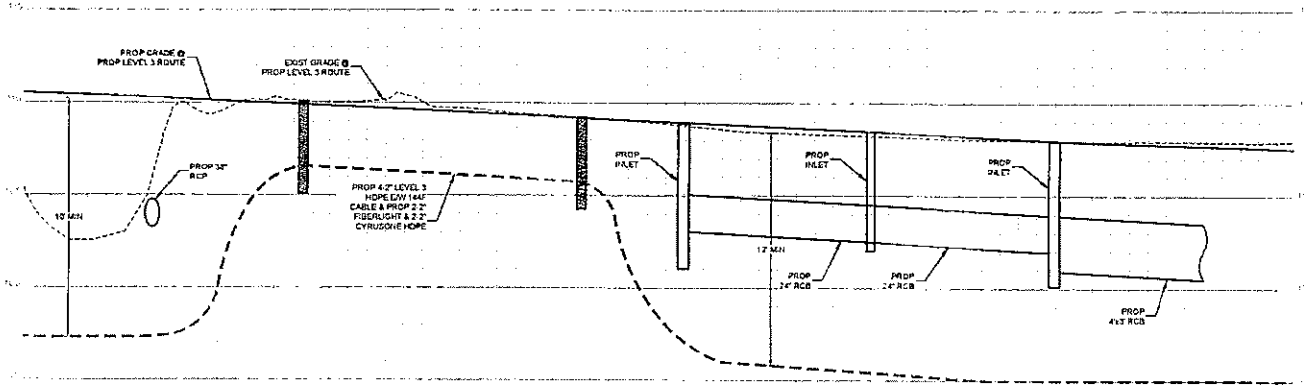 PROP GRADE @
PROP LEVEL 3 ROUTE
EXIST GRADE @
PROP LEVEL 3 ROUTE
PROP
RCP
10' MIN
PROP 4-2" LEVEL 3
HDPE E/W 144F
CABLE & PROP 2-2"
FIBERLIGHT & 2-2"
CYRUSONE HDPE
PROP
INLET
PROP
INLET
PROP
INLET
12' MIN
PROP
24" RCB
PROP
24" RCB
PROP
4'x3' RCB